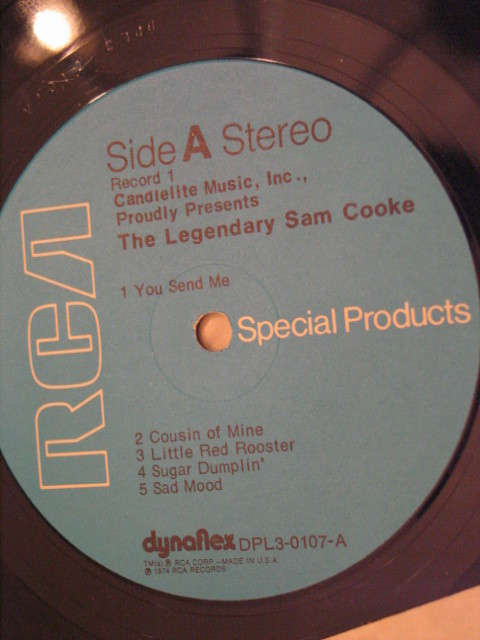 Side A Stereo
Record 1
Candlelite Music, Inc.,
Proudly Presents
The Legendary Sam Cooke
1 You Send Me
RCA
Special Products
2 Cousin of Mine
3 Little Red Rooster
4 Sugar Dumplin'
5 Sad Mood
dynaflex DPL3-0107-A
TM(s) ® RCA CORP.—MADE IN U.S.A.
℗ 1974 RCA RECORDS